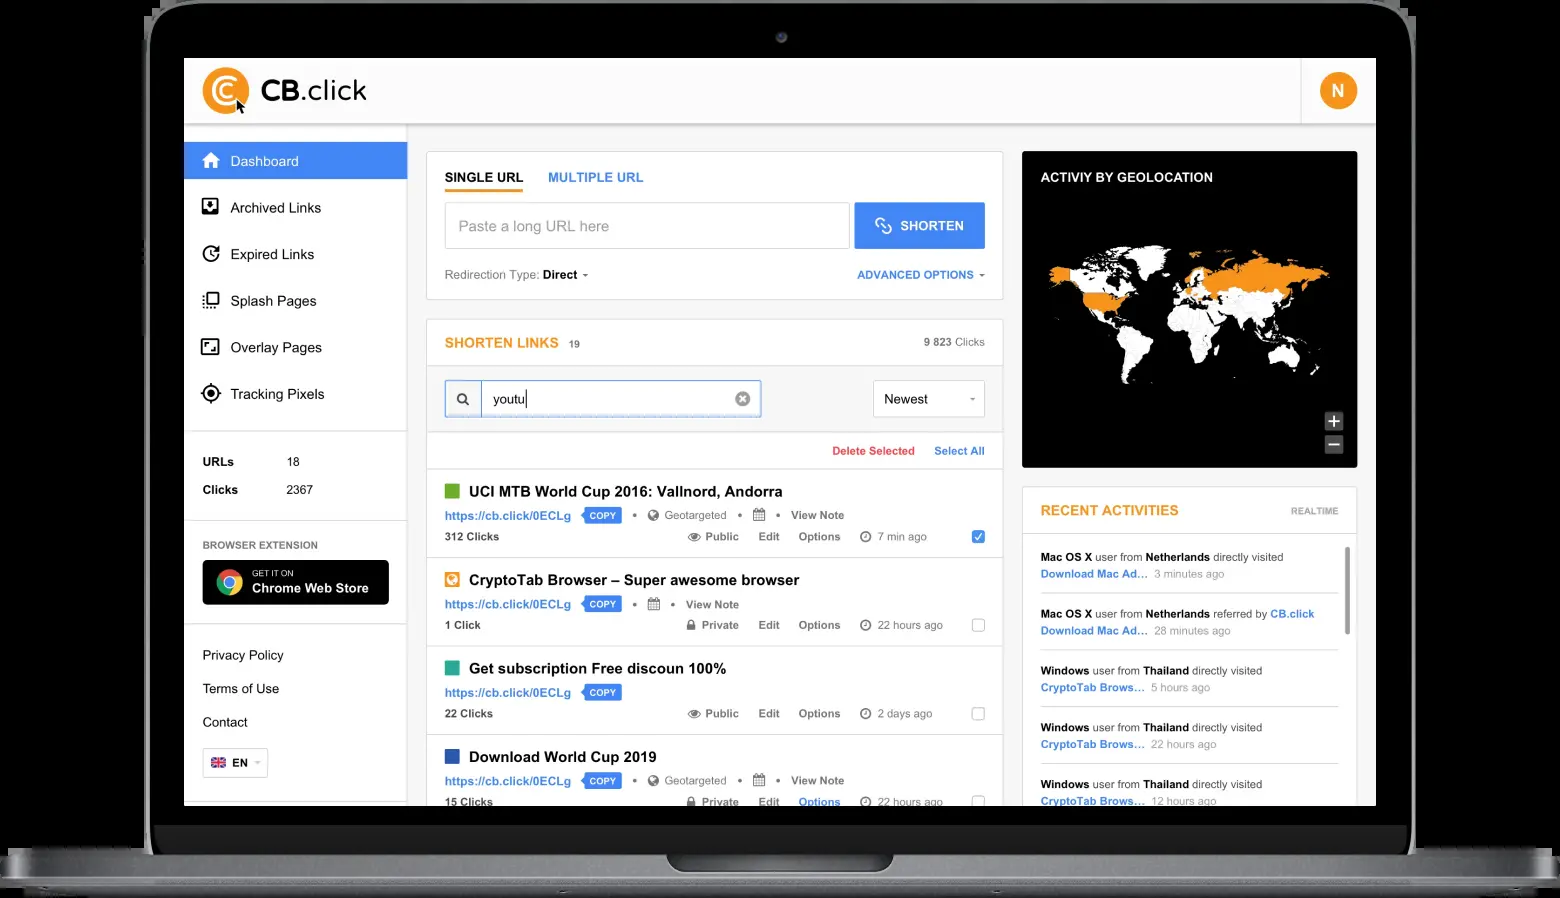 CB.click
N
Dashboard
Archived Links
Expired Links
Splash Pages
Overlay Pages
Tracking Pixels
URLs 18
Clicks 2367
BROWSER EXTENSION
GET IT ON
Chrome Web Store
Privacy Policy
Terms of Use
Contact
EN
SINGLE URL MULTIPLE URL
Paste a long URL here
SHORTEN
Redirection Type: Direct
ADVANCED OPTIONS
SHORTEN LINKS 19
9 823 Clicks
youtu
Newest
Delete Selected Select All
UCI MTB World Cup 2016: Vallnord, Andorra
https://cb.click/0ECLg COPY • Geotargeted • • View Note
312 Clicks Public Edit Options 7 min ago
CryptoTab Browser – Super awesome browser
https://cb.click/0ECLg COPY • • View Note
1 Click Private Edit Options 22 hours ago
Get subscription Free discoun 100%
https://cb.click/0ECLg COPY
22 Clicks Public Edit Options 2 days ago
Download World Cup 2019
https://cb.click/0ECLg COPY • Geotargeted • • View Note
15 Clicks Private Edit Options 22 hours ago
ACTIVIY BY GEOLOCATION
+
−
RECENT ACTIVITIES REALTIME
Mac OS X user from Netherlands directly visited
Download Mac Ad... 3 minutes ago
Mac OS X user from Netherlands referred by CB.click
Download Mac Ad... 28 minutes ago
Windows user from Thailand directly visited
CryptoTab Brows... 5 hours ago
Windows user from Thailand directly visited
CryptoTab Brows... 22 hours ago
Windows user from Thailand directly visited
CryptoTab Brows... 12 hours ago